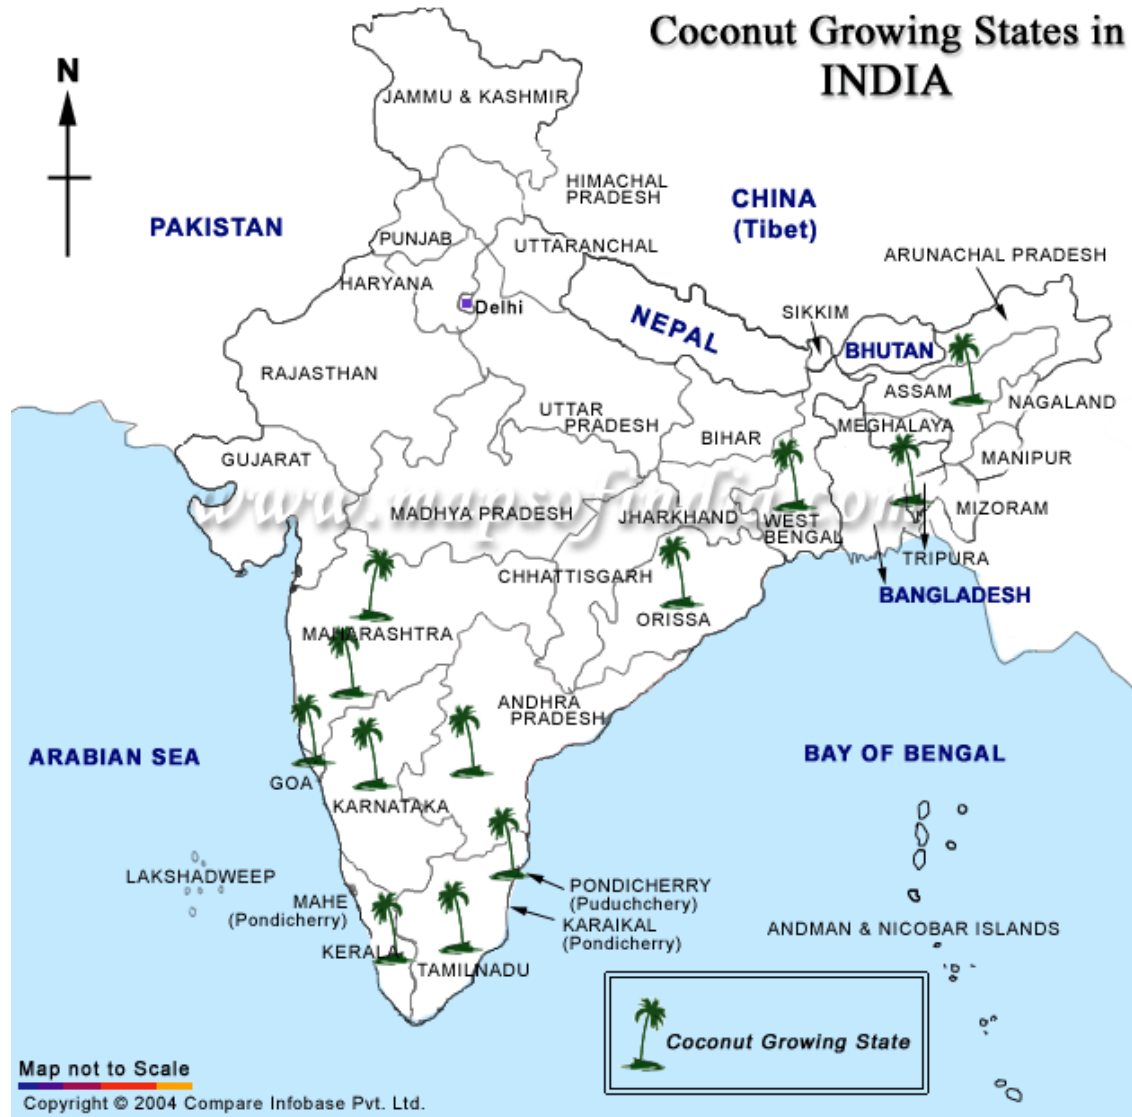 Coconut Growing States in
INDIA
N
JAMMU & KASHMIR
HIMACHAL
PRADESH
CHINA
(Tibet)
PAKISTAN
PUNJAB
UTTARANCHAL
ARUNACHAL PRADESH
HARYANA
Delhi
NEPAL
SIKKIM
BHUTAN
RAJASTHAN
ASSAM
NAGALAND
UTTAR
PRADESH
BIHAR
MEGHALAYA
GUJARAT
MANIPUR
www.mapsofindia.com
MADHYA PRADESH
JHARKHAND
WEST
BENGAL
MIZORAM
TRIPURA
CHHATTISGARH
BANGLADESH
ORISSA
MAHARASHTRA
ANDHRA
PRADESH
ARABIAN SEA
BAY OF BENGAL
GOA
KARNATAKA
LAKSHADWEEP
PONDICHERRY
(Puduchchery)
MAHE
(Pondicherry)
KARAIKAL
(Pondicherry)
ANDMAN & NICOBAR ISLANDS
KERALA
TAMILNADU
Coconut Growing State
Map not to Scale
Copyright © 2004 Compare Infobase Pvt. Ltd.